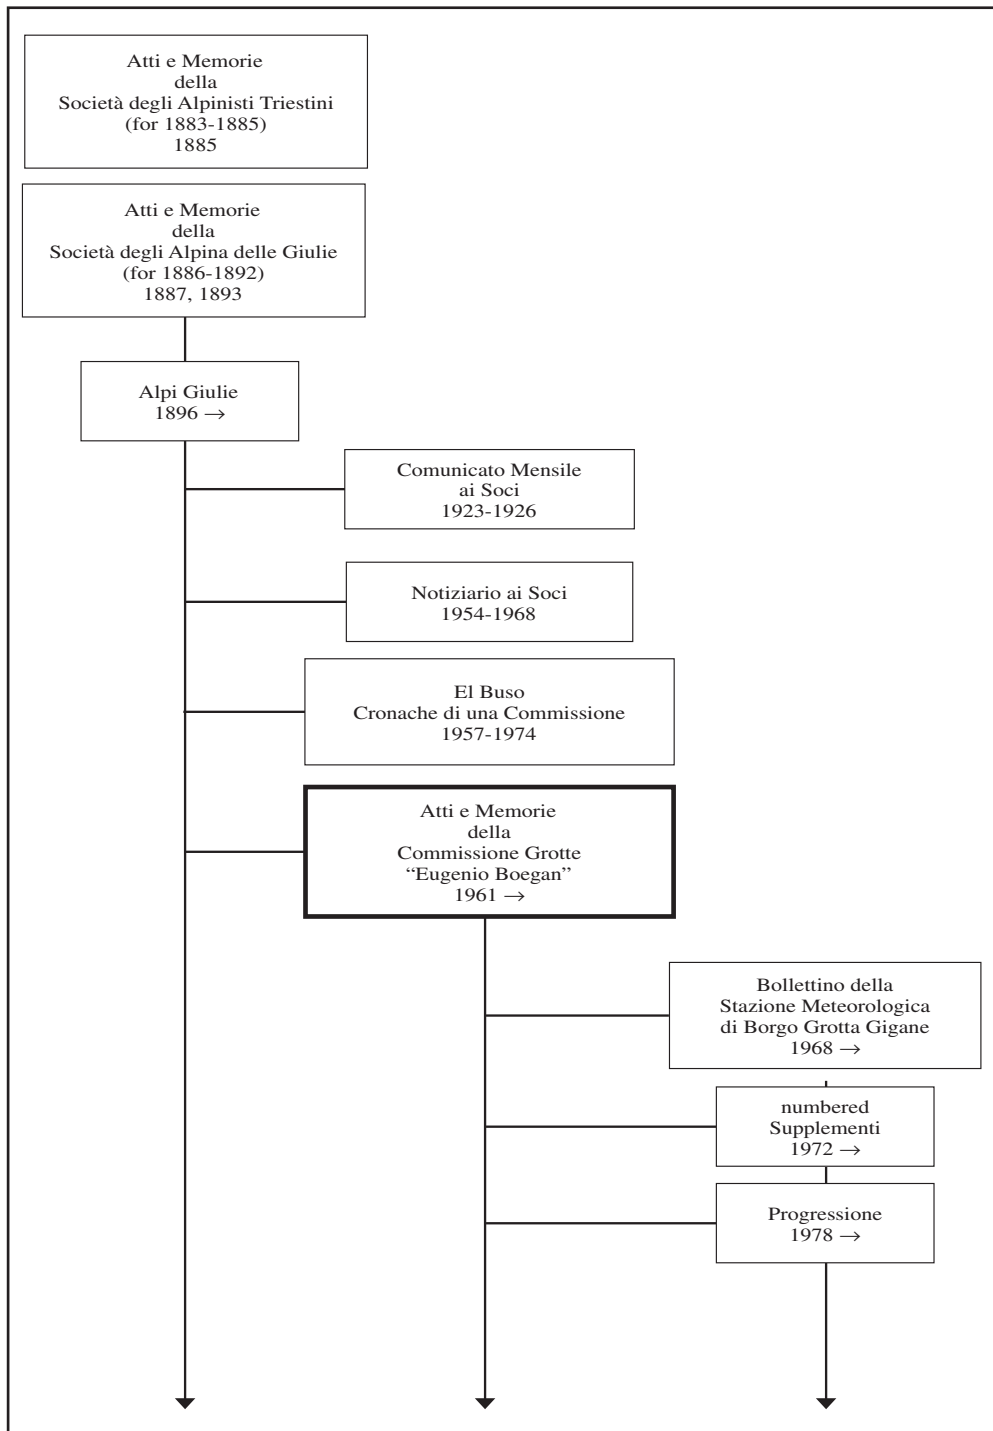 Atti e Memorie
della
Società degli Alpinisti Triestini
(for 1883-1885)
1885
Atti e Memorie
della
Società degli Alpina delle Giulie
(for 1886-1892)
1887, 1893
Alpi Giulie
1896 →
Comunicato Mensile
ai Soci
1923-1926
Notiziario ai Soci
1954-1968
El Buso
Cronache di una Commissione
1957-1974
Atti e Memorie
della
Commissione Grotte
“Eugenio Boegan”
1961 →
Bollettino della
Stazione Meteorologica
di Borgo Grotta Gigane
1968 →
numbered
Supplementi
1972 →
Progressione
1978 →